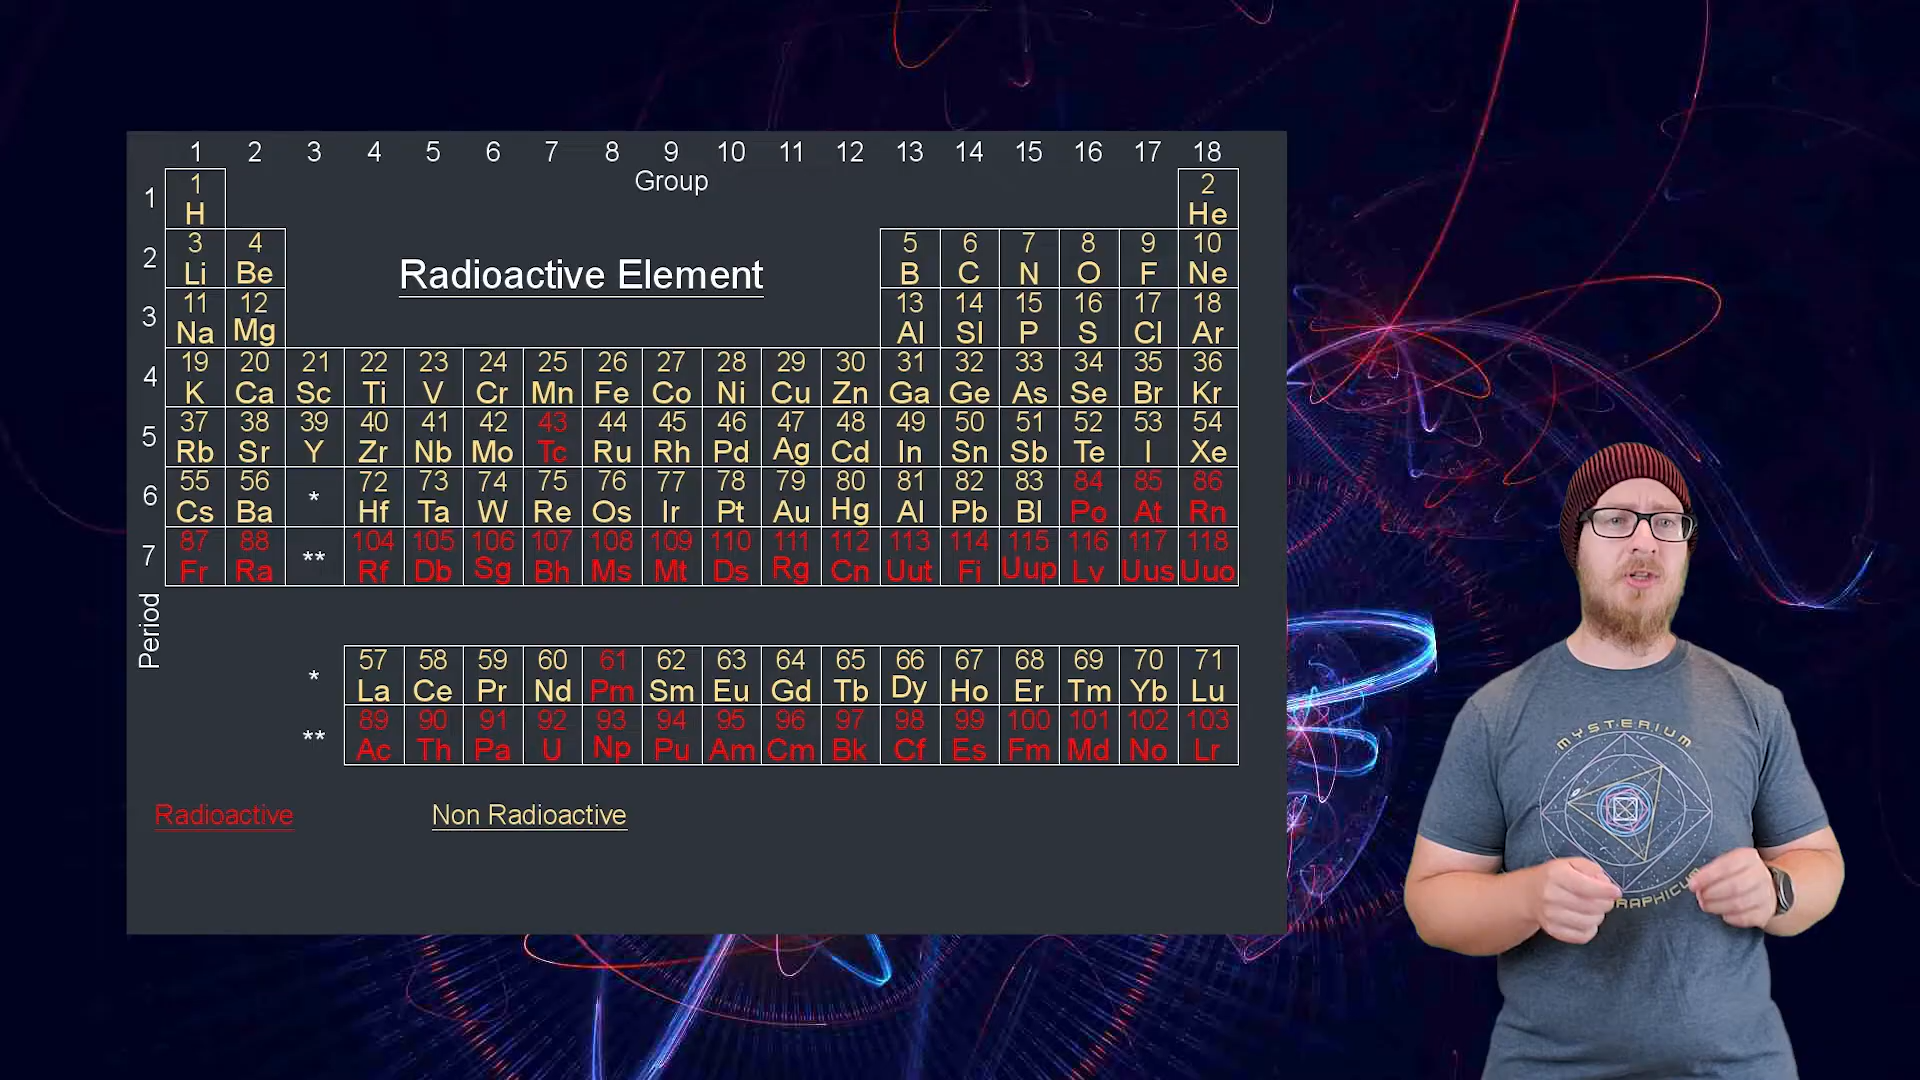 1 2 3 4 5 6 7 8 9 10 11 12 13 14 15 16 17 18
Group
1 1 2
H He
2 3 4 5 6 7 8 9 10
Li Be B C N O F Ne
Radioactive Element
3 11 12 13 14 15 16 17 18
Na Mg Al SI P S Cl Ar
4 19 20 21 22 23 24 25 26 27 28 29 30 31 32 33 34 35 36
K Ca Sc Ti V Cr Mn Fe Co Ni Cu Zn Ga Ge As Se Br Kr
5 37 38 39 40 41 42 43 44 45 46 47 48 49 50 51 52 53 54
Rb Sr Y Zr Nb Mo Tc Ru Rh Pd Ag Cd In Sn Sb Te I Xe
6 55 56 * 72 73 74 75 76 77 78 79 80 81 82 83 84 85 86
Cs Ba Hf Ta W Re Os Ir Pt Au Hg Al Pb BI Po At Rn
7 87 88 ** 104 105 106 107 108 109 110 111 112 113 114 115 116 117 118
Fr Ra Rf Db Sg Bh Ms Mt Ds Rg Cn Uut Fi Uup Lv Uus Uuo
Period
* 57 58 59 60 61 62 63 64 65 66 67 68 69 70 71
La Ce Pr Nd Pm Sm Eu Gd Tb Dy Ho Er Tm Yb Lu
** 89 90 91 92 93 94 95 96 97 98 99 100 101 102 103
Ac Th Pa U Np Pu Am Cm Bk Cf Es Fm Md No Lr
Radioactive Non Radioactive
MYSTERIUM